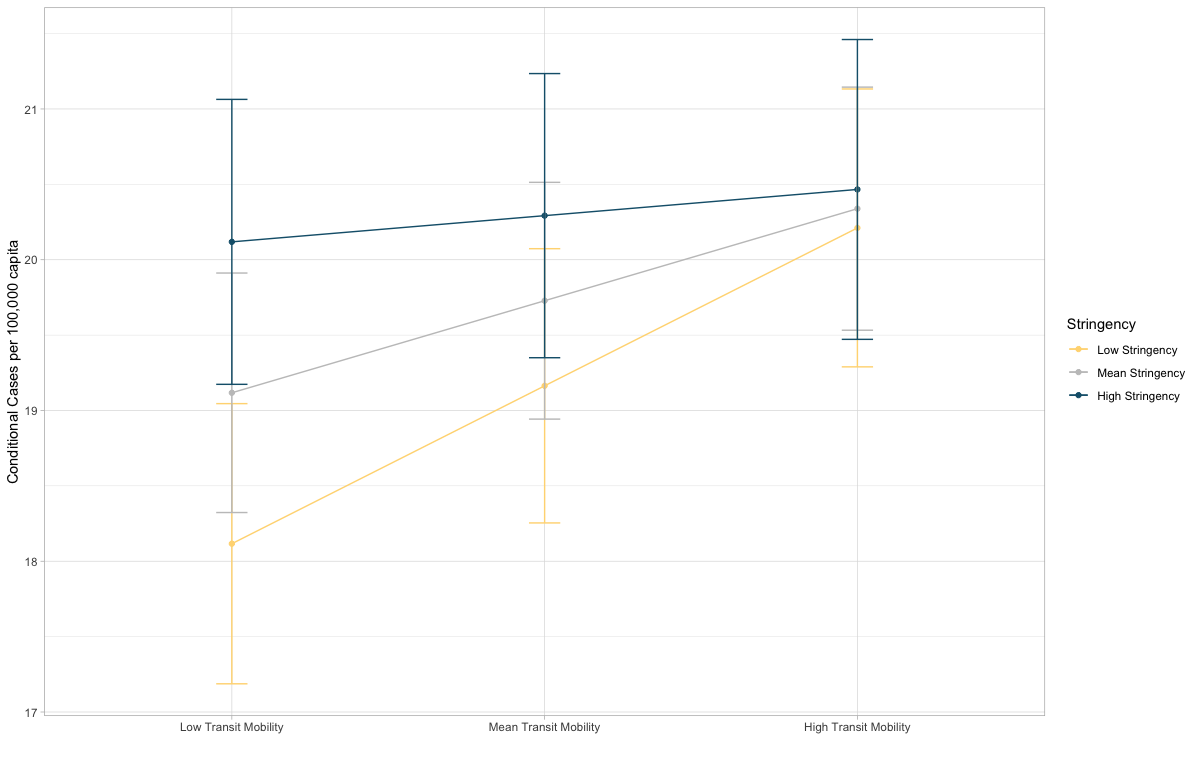 Conditional Cases per 100,000 capita
21
20
19
18
17
Low Transit Mobility
Mean Transit Mobility
High Transit Mobility
Stringency
Low Stringency
Mean Stringency
High Stringency